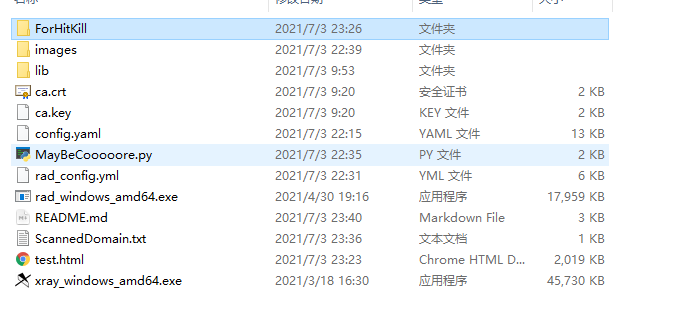 名称 修改日期 类型 大小
ForHitKill 2021/7/3 23:26 文件夹
images 2021/7/3 22:39 文件夹
lib 2021/7/3 9:53 文件夹
ca.crt 2021/7/3 9:20 安全证书 2 KB
ca.key 2021/7/3 9:20 KEY 文件 2 KB
config.yaml 2021/7/3 22:15 YAML 文件 13 KB
MayBeCooooore.py 2021/7/3 22:35 PY 文件 2 KB
rad_config.yml 2021/7/3 22:31 YML 文件 6 KB
rad_windows_amd64.exe 2021/4/30 19:16 应用程序 17,959 KB
README.md 2021/7/3 23:40 Markdown File 3 KB
ScannedDomain.txt 2021/7/3 23:36 文本文档 1 KB
test.html 2021/7/3 23:23 Chrome HTML D... 2,019 KB
xray_windows_amd64.exe 2021/3/18 16:30 应用程序 45,730 KB